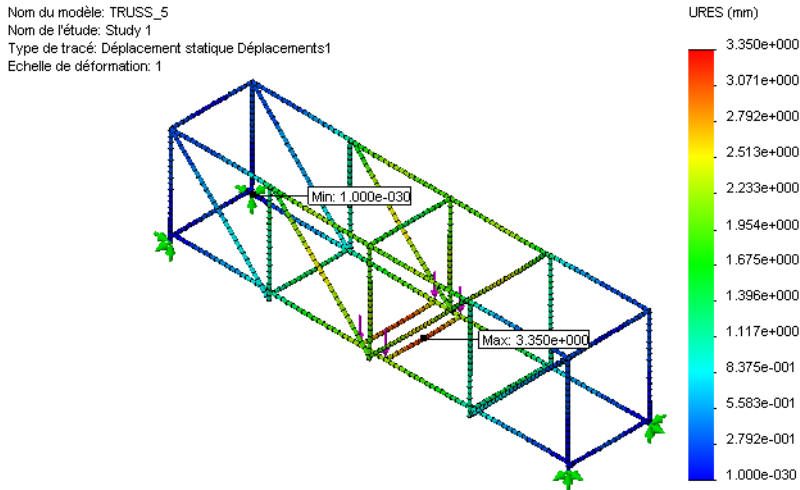 Nom du modèle: TRUSS_5
Nom de l'étude: Study 1
Type de tracé: Déplacement statique Déplacements1
Echelle de déformation: 1
URES (mm)
3.350e+000
3.071e+000
2.792e+000
2.513e+000
2.233e+000
1.954e+000
1.675e+000
1.396e+000
1.117e+000
8.375e-001
5.583e-001
2.792e-001
1.000e-030
Min: 1.000e-030
Max: 3.350e+000